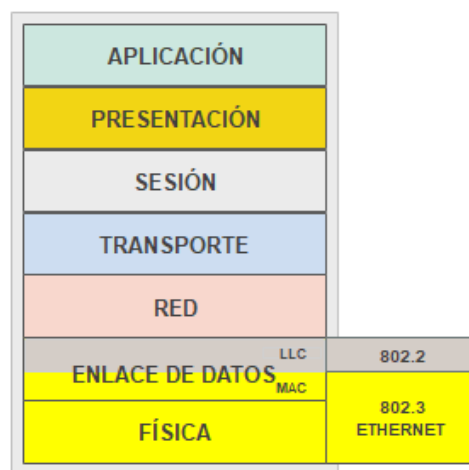 APLICACIÓN
PRESENTACIÓN
SESIÓN
TRANSPORTE
RED
LLC
802.2
ENLACE DE DATOS
MAC
802.3
ETHERNET
FÍSICA